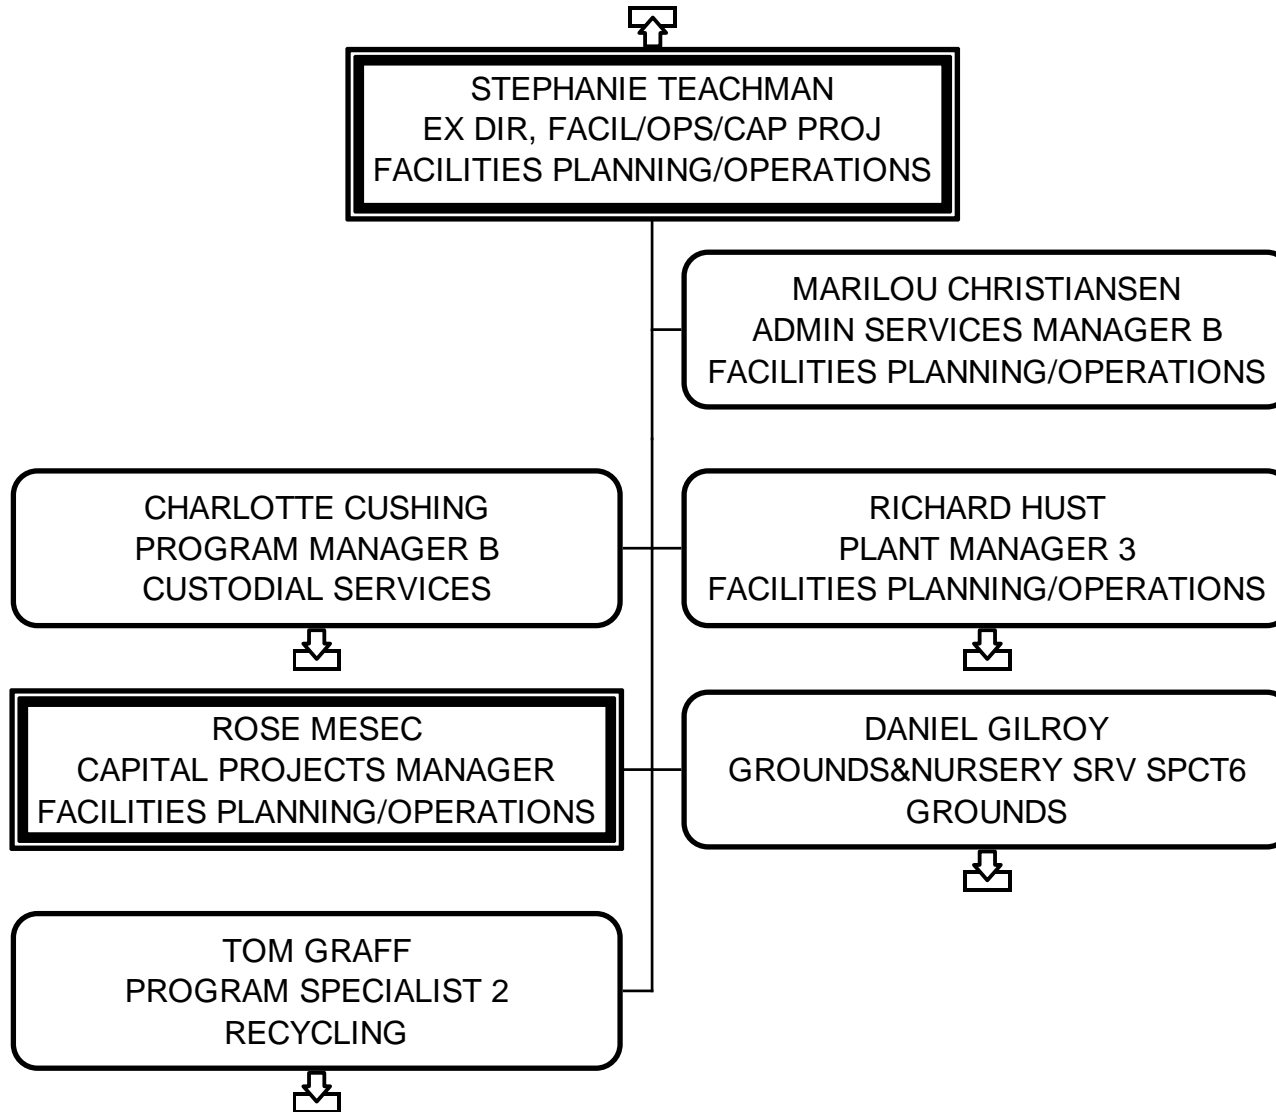 STEPHANIE TEACHMAN
EX DIR, FACIL/OPS/CAP PROJ
FACILITIES PLANNING/OPERATIONS
MARILOU CHRISTIANSEN
ADMIN SERVICES MANAGER B
FACILITIES PLANNING/OPERATIONS
CHARLOTTE CUSHING
PROGRAM MANAGER B
CUSTODIAL SERVICES
RICHARD HUST
PLANT MANAGER 3
FACILITIES PLANNING/OPERATIONS
ROSE MESEC
CAPITAL PROJECTS MANAGER
FACILITIES PLANNING/OPERATIONS
DANIEL GILROY
GROUNDS&NURSERY SRV SPCT6
GROUNDS
TOM GRAFF
PROGRAM SPECIALIST 2
RECYCLING